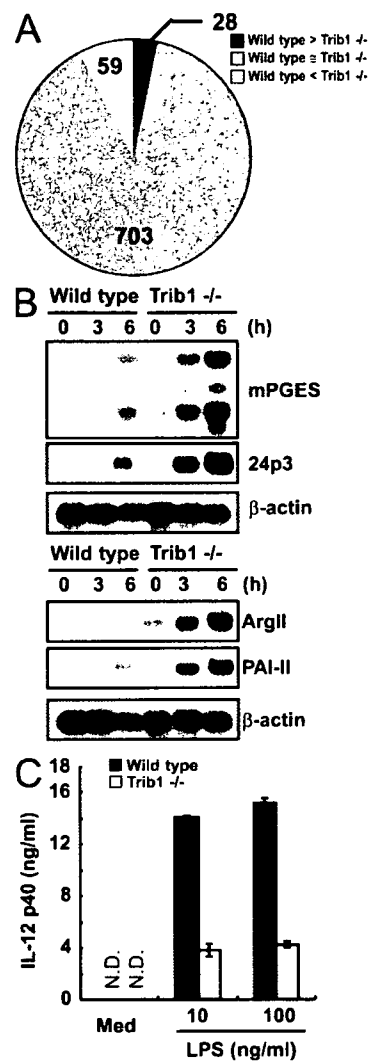 A
28
Wild type > Trib1 -/-
Wild type ≅ Trib1 -/-
Wild type < Trib1 -/-
59
703
B
Wild type Trib1 -/-
0 3 6 0 3 6 (h)
mPGES
24p3
β-actin
Wild type Trib1 -/-
0 3 6 0 3 6 (h)
ArgII
PAI-II
β-actin
C
Wild type
Trib1 -/-
IL-12 p40 (ng/ml)
18
16
12
8
4
0
N.D.
N.D.
Med
10
100
LPS (ng/ml)